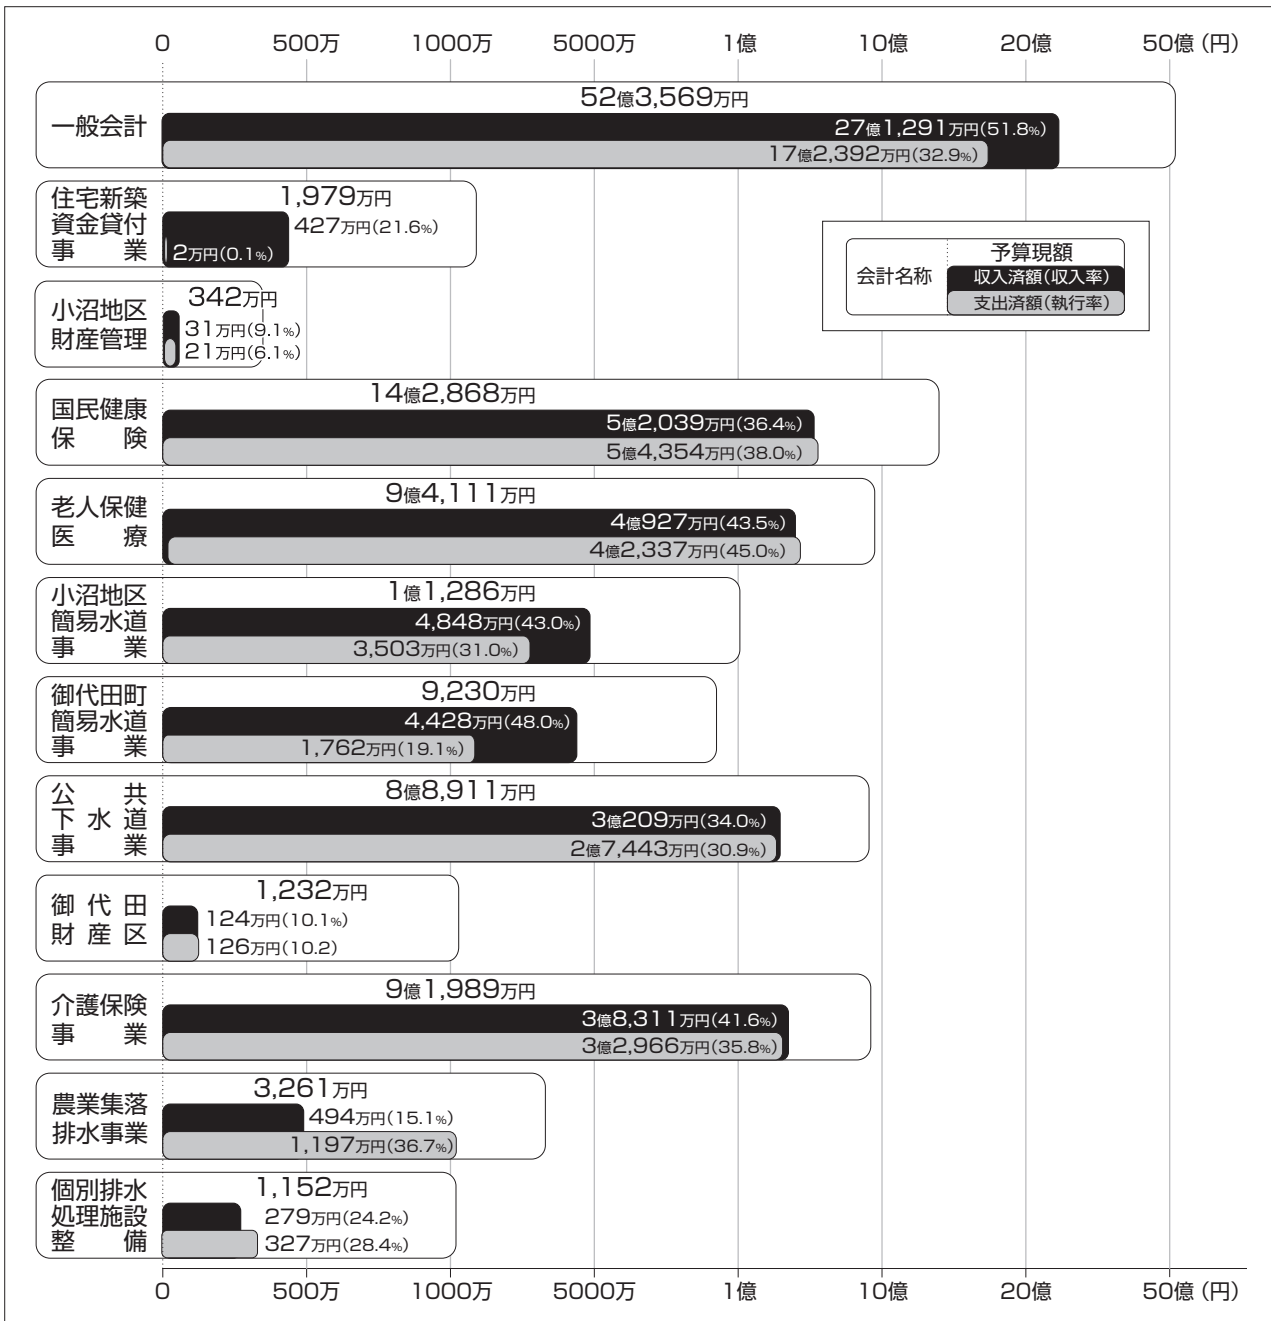 0 500万 1000万 5000万 1億 10億 20億 50億 (円)
一般会計
52億3,569万円
27億1,291万円(51.8%)
17億2,392万円(32.9%)
住宅新築
資金貸付
事業
1,979万円
427万円(21.6%)
2万円(0.1%)
会計名称
予算現額
収入済額(収入率)
支出済額(執行率)
小沼地区
財産管理
342万円
31万円(9.1%)
21万円(6.1%)
国民健康
保険
14億2,868万円
5億2,039万円(36.4%)
5億4,354万円(38.0%)
老人保健
医療
9億4,111万円
4億927万円(43.5%)
4億2,337万円(45.0%)
小沼地区
簡易水道
事業
1億1,286万円
4,848万円(43.0%)
3,503万円(31.0%)
御代田町
簡易水道
事業
9,230万円
4,428万円(48.0%)
1,762万円(19.1%)
公共
下水道
事業
8億8,911万円
3億209万円(34.0%)
2億7,443万円(30.9%)
御代田
財産区
1,232万円
124万円(10.1%)
126万円(10.2)
介護保険
事業
9億1,989万円
3億8,311万円(41.6%)
3億2,966万円(35.8%)
農業集落
排水事業
3,261万円
494万円(15.1%)
1,197万円(36.7%)
個別排水
処理施設
整備
1,152万円
279万円(24.2%)
327万円(28.4%)
0 500万 1000万 5000万 1億 10億 20億 50億 (円)